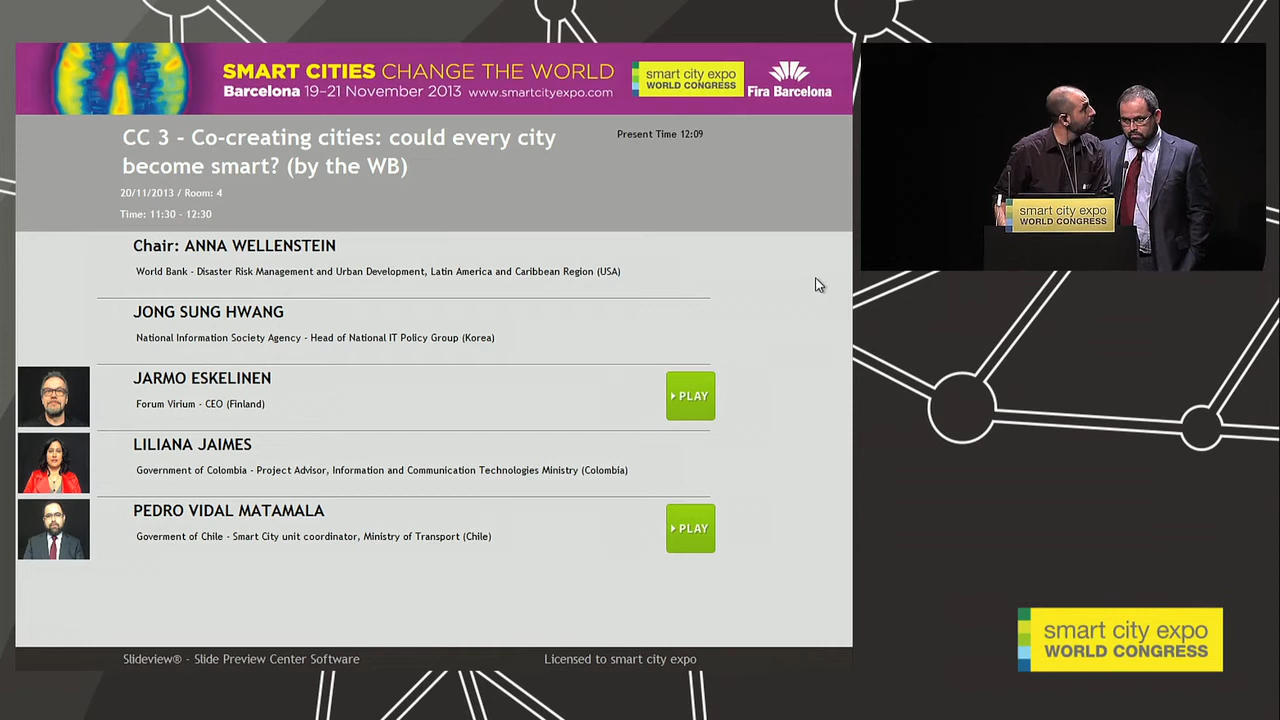 SMART CITIES CHANGE THE WORLD
Barcelona 19-21 November 2013 www.smartcityexpo.com
smart city expo
WORLD CONGRESS
Fira Barcelona
CC 3 - Co-creating cities: could every city
become smart? (by the WB)
Present Time 12:09
20/11/2013 / Room: 4
Time: 11:30 - 12:30
Chair: ANNA WELLENSTEIN
World Bank - Disaster Risk Management and Urban Development, Latin America and Caribbean Region (USA)
JONG SUNG HWANG
National Information Society Agency - Head of National IT Policy Group (Korea)
JARMO ESKELINEN
Forum Virium - CEO (Finland)
PLAY
LILIANA JAIMES
Government of Colombia - Project Advisor, Information and Communication Technologies Ministry (Colombia)
PEDRO VIDAL MATAMALA
Goverment of Chile - Smart City unit coordinator, Ministry of Transport (Chile)
PLAY
Slideview® - Slide Preview Center Software
Licensed to smart city expo
smart city expo
WORLD CONGRESS
smart city expo
WORLD CONGRESS